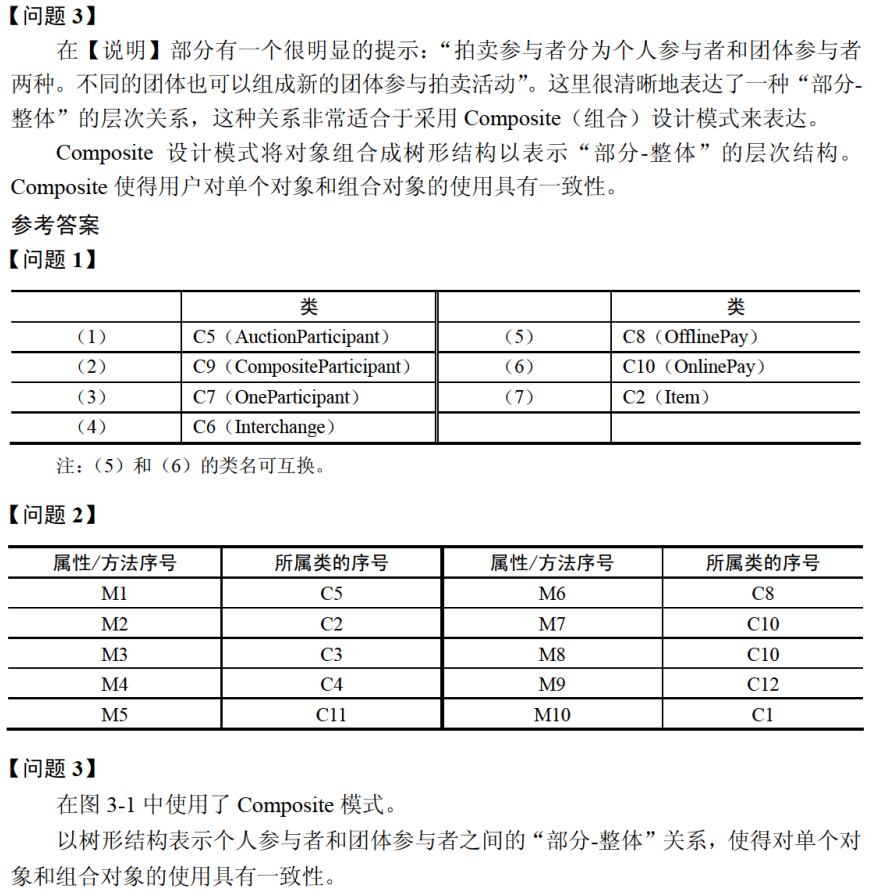 【问题 3】
在【说明】部分有一个很明显的提示：“拍卖参与者分为个人参与者和团体参与者
两种。不同的团体也可以组成新的团体参与拍卖活动”。这里很清晰地表达了一种“部分-
整体”的层次关系，这种关系非常适合于采用 Composite（组合）设计模式来表达。
Composite 设计模式将对象组合成树形结构以表示“部分-整体”的层次结构。
Composite 使得用户对单个对象和组合对象的使用具有一致性。
参考答案
【问题 1】
类 类
（1） C5（AuctionParticipant） （5） C8（OfflinePay）
（2） C9（CompositeParticipant） （6） C10（OnlinePay）
（3） C7（OneParticipant） （7） C2（Item）
（4） C6（Interchange）
注：（5）和（6）的类名可互换。
【问题 2】
属性/方法序号 所属类的序号 属性/方法序号 所属类的序号
M1 C5 M6 C8
M2 C2 M7 C10
M3 C3 M8 C10
M4 C4 M9 C12
M5 C11 M10 C1
【问题 3】
在图 3-1 中使用了 Composite 模式。
以树形结构表示个人参与者和团体参与者之间的“部分-整体”关系，使得对单个对
象和组合对象的使用具有一致性。